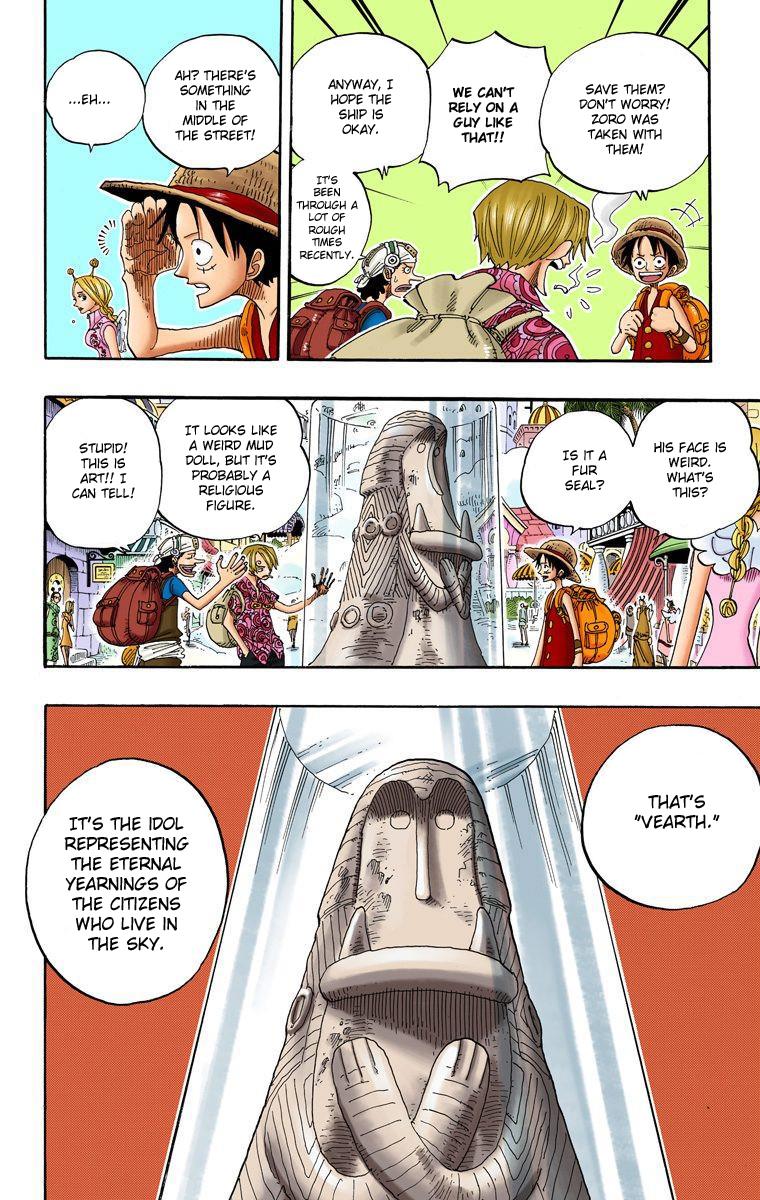 SAVE THEM?
DON'T WORRY!
ZORO WAS
TAKEN WITH
THEM!
WE CAN'T
RELY ON A
GUY LIKE
THAT!!
ANYWAY, I
HOPE THE
SHIP IS
OKAY.
IT'S
BEEN
THROUGH A
LOT OF
ROUGH
TIMES
RECENTLY.
AH? THERE'S
SOMETHING
IN THE
MIDDLE OF
THE STREET!
...EH...
HIS FACE
IS WEIRD.
WHAT'S
THIS?
IS IT A
FUR
SEAL?
IT LOOKS LIKE
A WEIRD MUD
DOLL, BUT IT'S
PROBABLY A
RELIGIOUS
FIGURE.
STUPID!
THIS IS
ART!! I
CAN TELL!
THAT'S
"VEARTH."
IT'S THE IDOL
REPRESENTING
THE ETERNAL
YEARNINGS OF
THE CITIZENS
WHO LIVE IN
THE SKY.